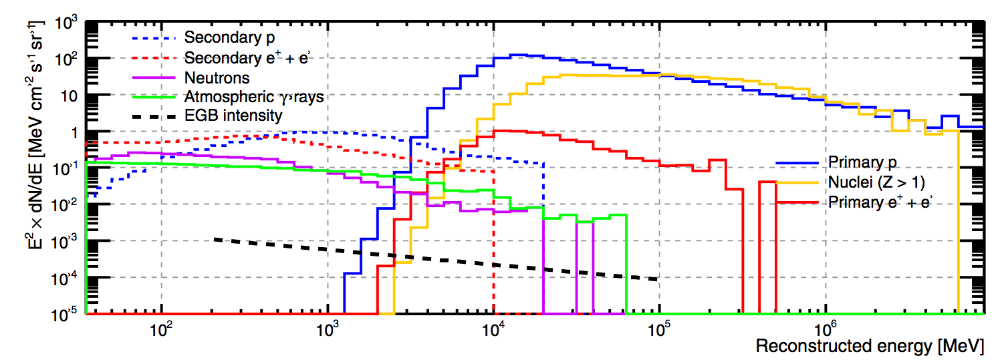 E² × dN/dE [MeV cm’² s’¹ sr’¹]
10³
10²
10
1
10’¹
10’²
10’³
10’⁴
10’⁵
Secondary p
Secondary e⁺ + e’
Neutrons
Atmospheric γ’rays
EGB intensity
Primary p
Nuclei (Z > 1)
Primary e⁺ + e’
10² 10³ 10⁴ 10⁵ 10⁶
Reconstructed energy [MeV]